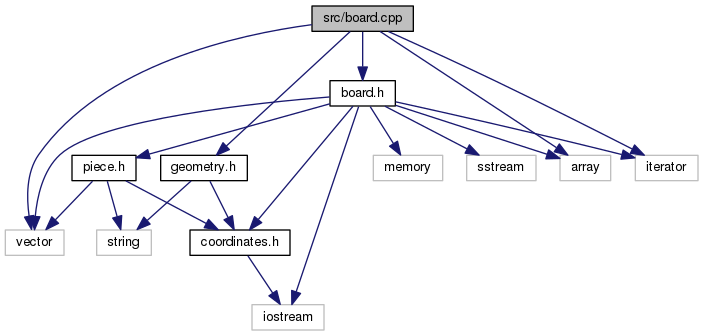 src/board.cpp
board.h
piece.h
geometry.h
memory
sstream
array
iterator
vector
string
coordinates.h
iostream